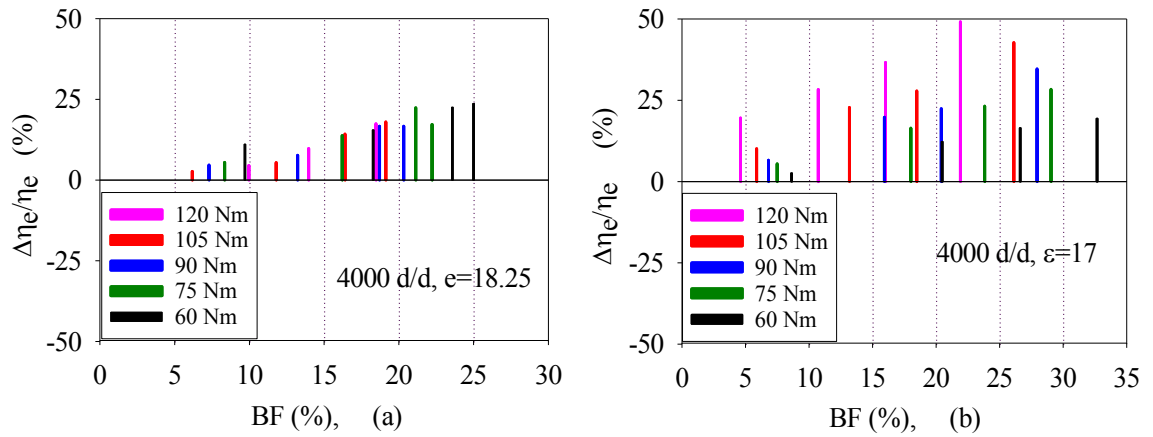 50
25
0
-25
-50
Δηe/ηe (%)
120 Nm
105 Nm
90 Nm
75 Nm
60 Nm
4000 d/d, e=18.25
0 5 10 15 20 25 30
BF (%), (a)
50
25
0
-25
-50
Δηe/ηe (%)
120 Nm
105 Nm
90 Nm
75 Nm
60 Nm
4000 d/d, ε=17
0 5 10 15 20 25 30 35
BF (%), (b)